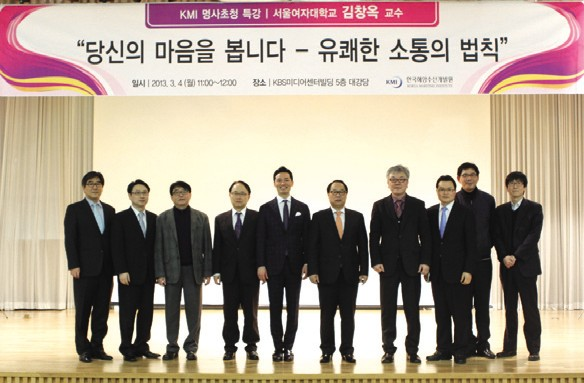 KMI 명사초청 특강 | 서울여자대학교 김창옥 교수
“당신의 마음을 봅니다 – 유쾌한 소통의 법칙”
일시 | 2013. 3. 4 (월) 11:00~12:00 장소 | KBS미디어센터빌딩 5층 대강당 KMI 한국해양수산개발원